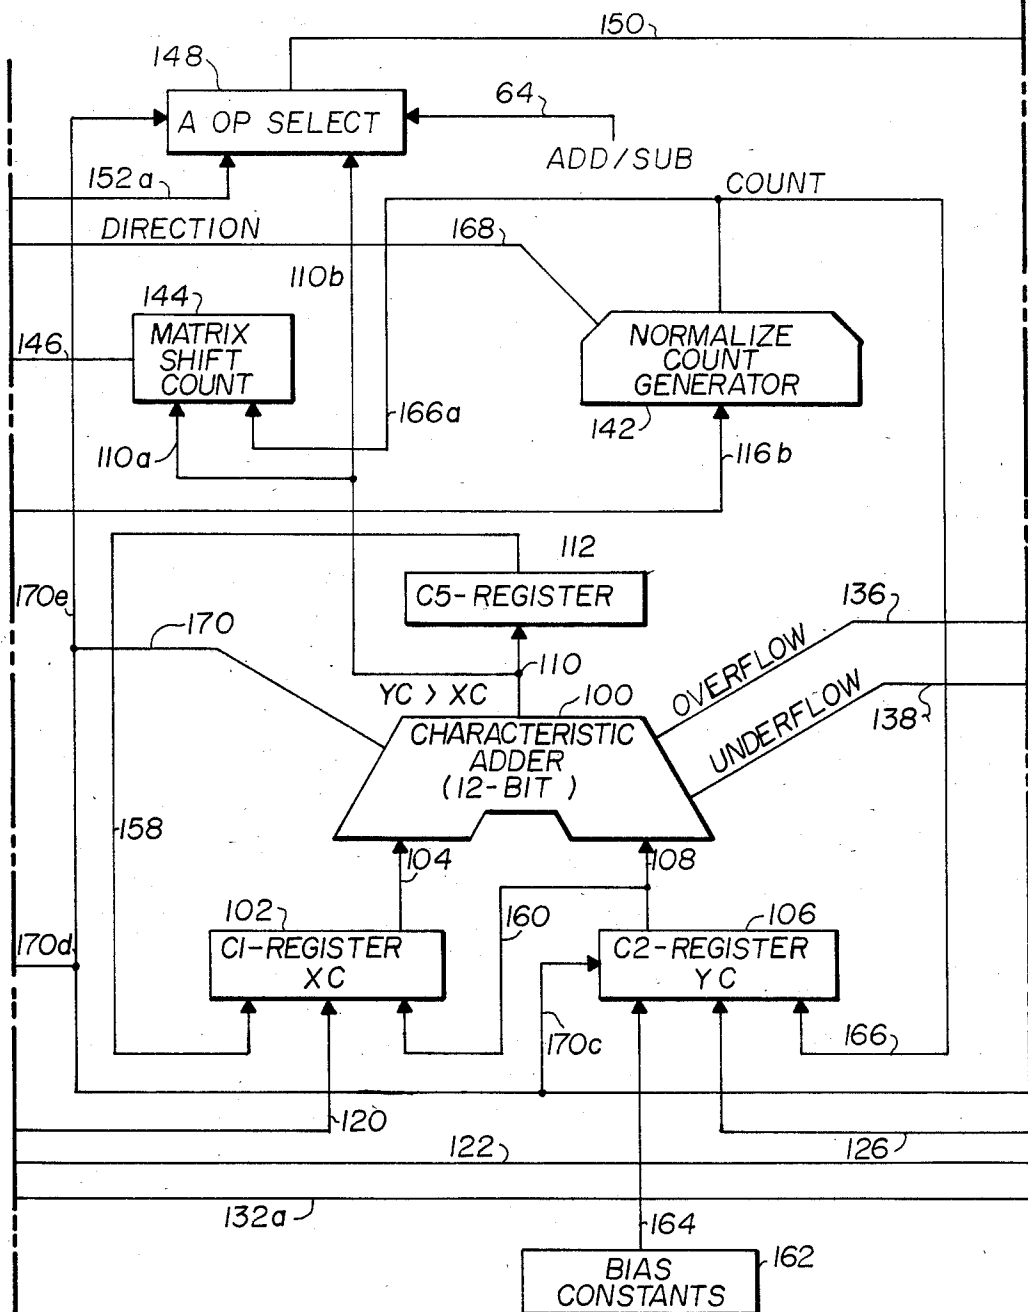 150
148
A OP SELECT
64
ADD/SUB
152a
COUNT
DIRECTION
168
110b
144
MATRIX
SHIFT
COUNT
146
NORMALIZE
COUNT
GENERATOR
166a
142
110a
116b
112
C5-REGISTER
170e
170
136
110
OVERFLOW
YC > XC
100
UNDERFLOW
138
CHARACTERISTIC
ADDER
(12-BIT)
158
104
108
102
160
106
170d
C1-REGISTER
XC
C2-REGISTER
YC
170c
166
120
122
126
132a
164
162
BIAS
CONSTANTS